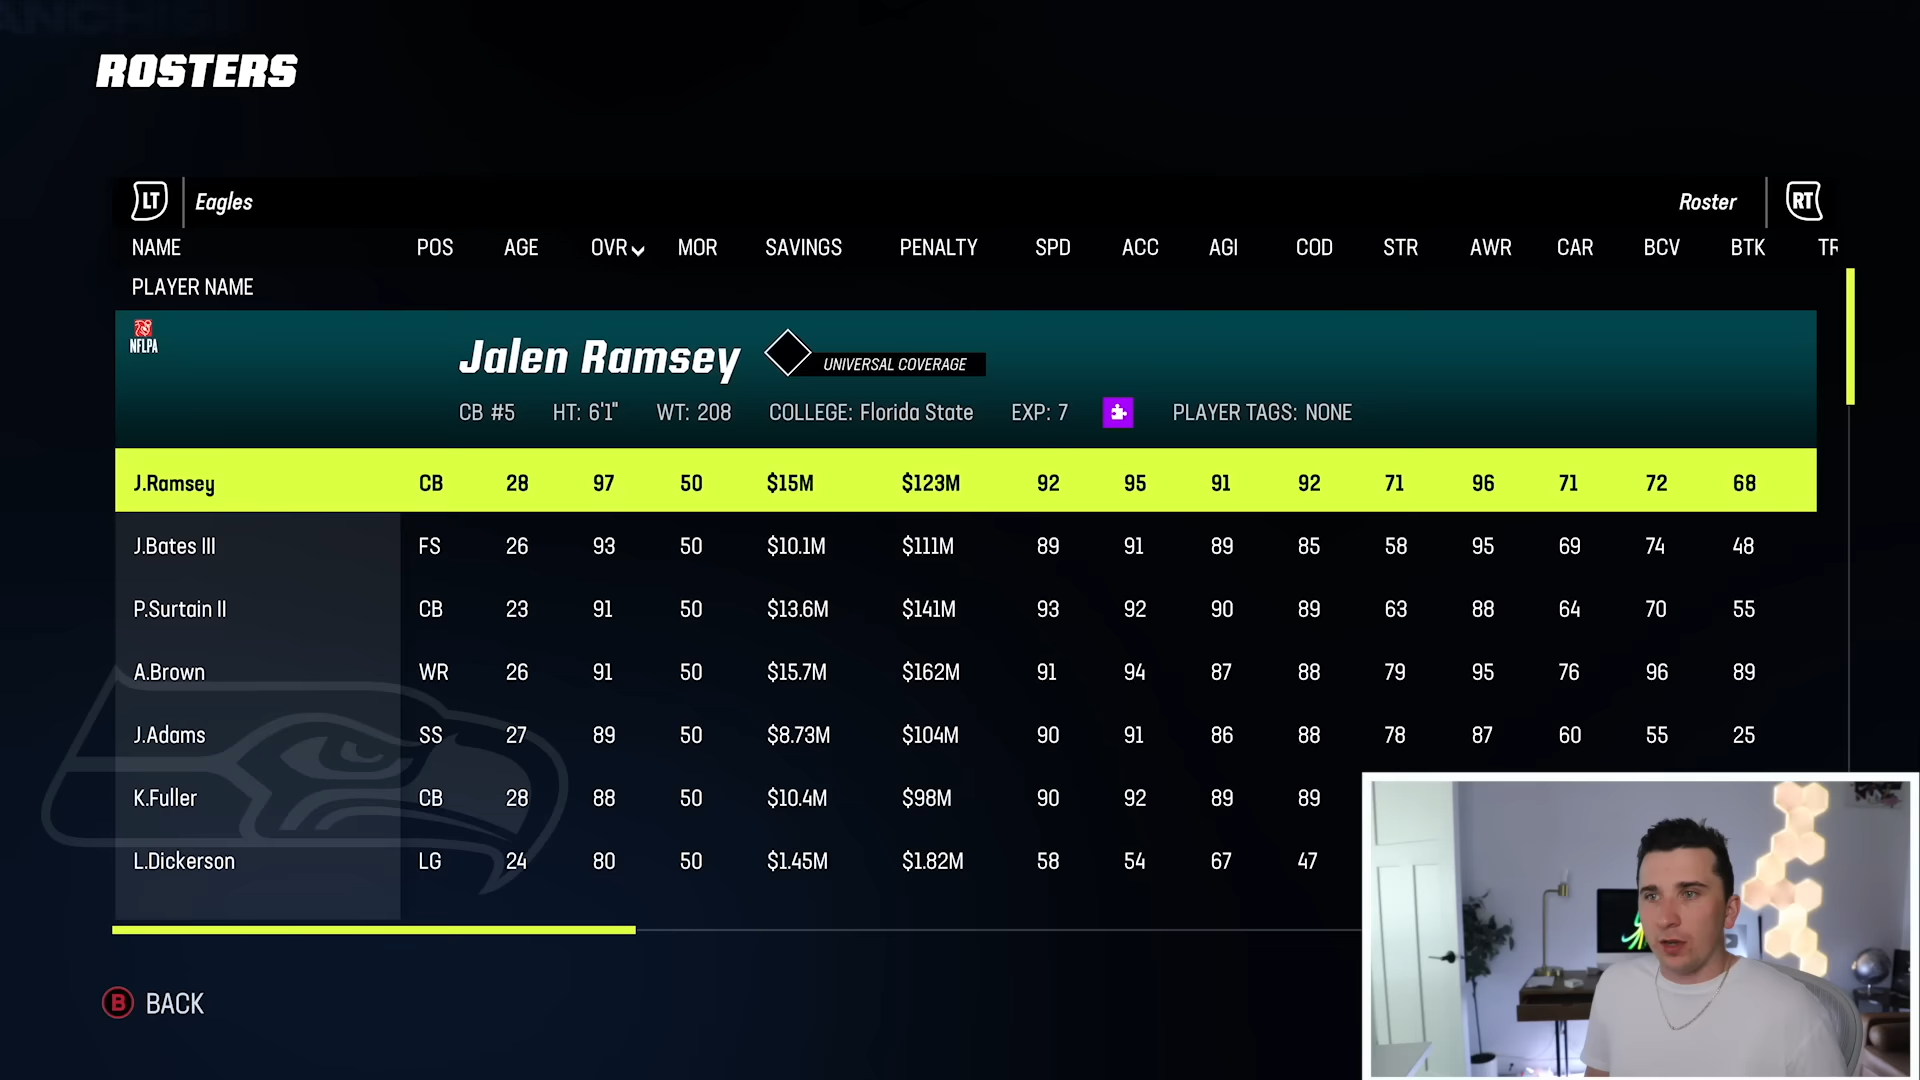 ROSTERS
LT Eagles Roster RT
NAME POS AGE OVR MOR SAVINGS PENALTY SPD ACC AGI COD STR AWR CAR BCV BTK TR
PLAYER NAME
NFLPA
Jalen Ramsey UNIVERSAL COVERAGE
CB #5 HT: 6'1" WT: 208 COLLEGE: Florida State EXP: 7 PLAYER TAGS: NONE
J.Ramsey CB 28 97 50 $15M $123M 92 95 91 92 71 96 71 72 68
J.Bates III FS 26 93 50 $10.1M $111M 89 91 89 85 58 95 69 74 48
P.Surtain II CB 23 91 50 $13.6M $141M 93 92 90 89 63 88 64 70 55
A.Brown WR 26 91 50 $15.7M $162M 91 94 87 88 79 95 76 96 89
J.Adams SS 27 89 50 $8.73M $104M 90 91 86 88 78 87 60 55 25
K.Fuller CB 28 88 50 $10.4M $98M 90 92 89 89
L.Dickerson LG 24 80 50 $1.45M $1.82M 58 54 67 47
B BACK